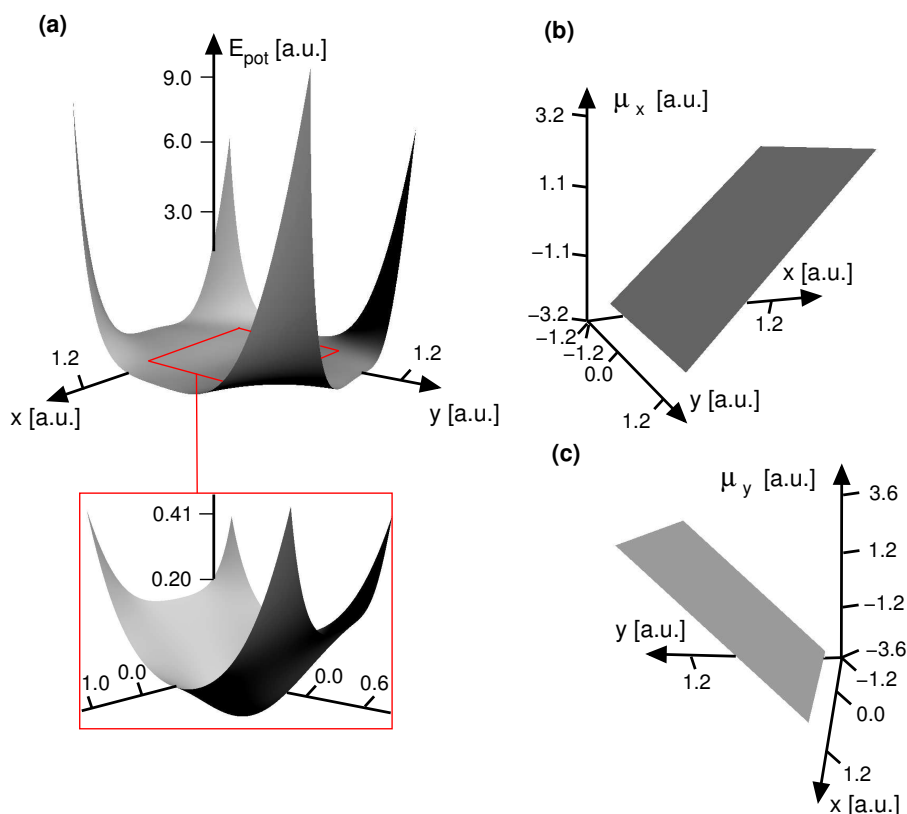 (a)
E_pot [a.u.]
9.0
6.0
3.0
1.2
x [a.u.]
1.2
y [a.u.]
0.41
0.20
1.0
0.0
0.0
0.6
(b)
μ_x [a.u.]
3.2
1.1
−1.1
−3.2
−1.2
−1.2
0.0
1.2
y [a.u.]
x [a.u.]
1.2
(c)
μ_y [a.u.]
3.6
1.2
−1.2
−3.6
−1.2
0.0
1.2
x [a.u.]
y [a.u.]
1.2